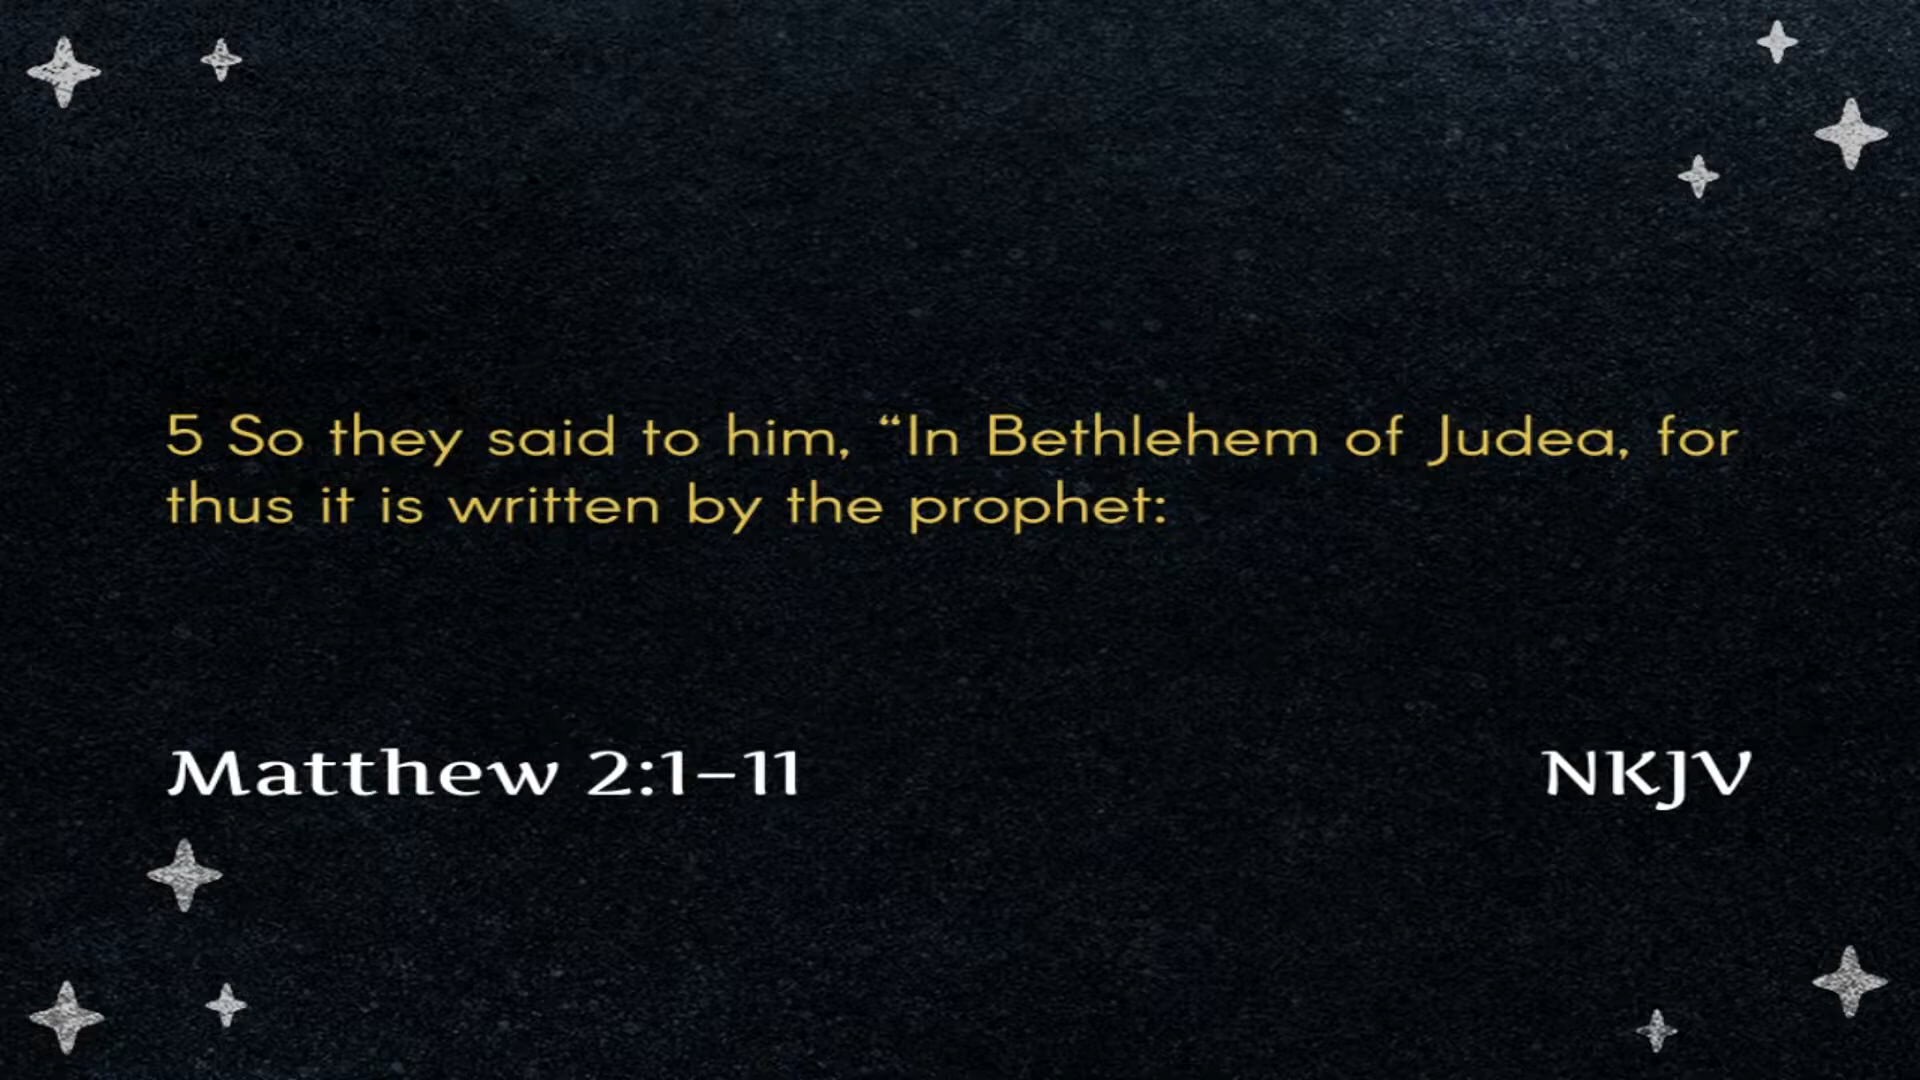 5 So they said to him, “In Bethlehem of Judea, for
thus it is written by the prophet:
Matthew 2:1–11
NKJV